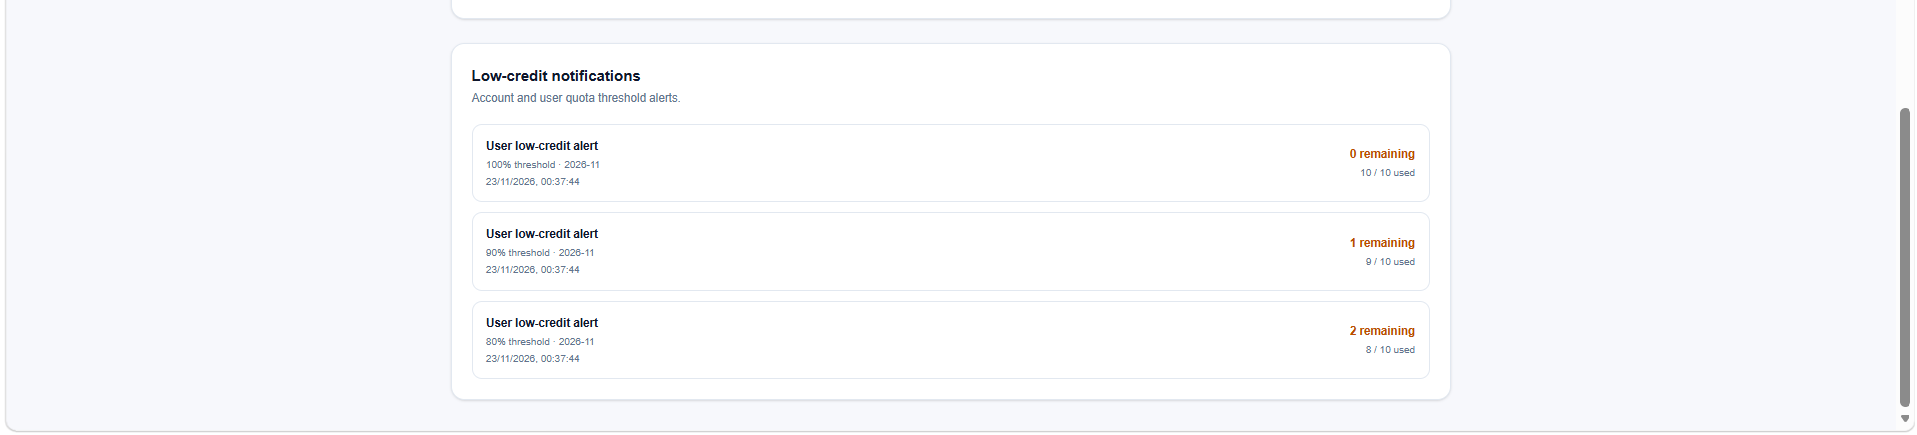 Low-credit notifications
Account and user quota threshold alerts.
User low-credit alert
100% threshold · 2026-11
23/11/2026, 00:37:44
0 remaining
10 / 10 used
User low-credit alert
90% threshold · 2026-11
23/11/2026, 00:37:44
1 remaining
9 / 10 used
User low-credit alert
80% threshold · 2026-11
23/11/2026, 00:37:44
2 remaining
8 / 10 used